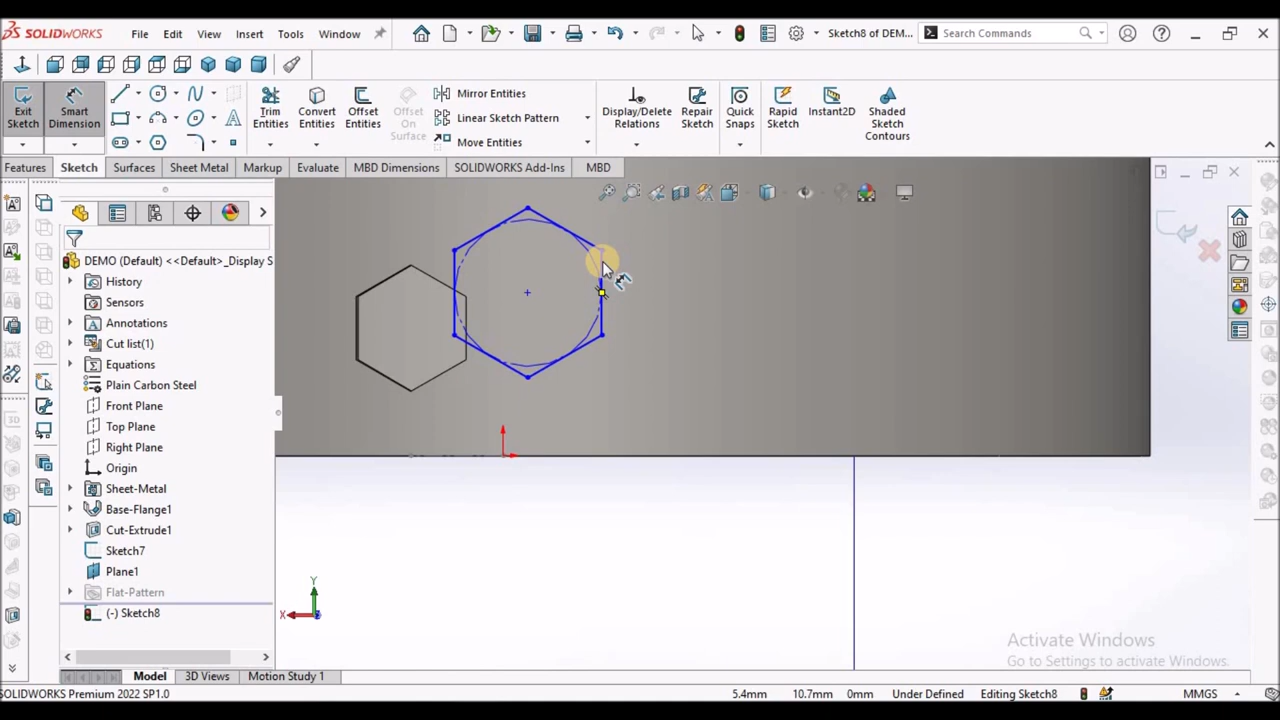 SOLIDWORKS File Edit View Insert Tools Window Sketch8 of DEM... Search Commands
Exit Sketch
Smart Dimension
Trim Entities
Convert Entities
Offset Entities
Offset On Surface
Mirror Entities
Linear Sketch Pattern
Move Entities
Display/Delete Relations
Repair Sketch
Quick Snaps
Rapid Sketch
Instant2D
Shaded Sketch Contours
Features Sketch Surfaces Sheet Metal Markup Evaluate MBD Dimensions SOLIDWORKS Add-Ins MBD
DEMO (Default) <<Default>_Display S
History
Sensors
Annotations
Cut list(1)
Equations
Plain Carbon Steel
Front Plane
Top Plane
Right Plane
Origin
Sheet-Metal
Base-Flange1
Cut-Extrude1
Sketch7
Plane1
Flat-Pattern
(-) Sketch8
Y
X
Activate Windows
Go to Settings to activate Windows.
Model 3D Views Motion Study 1
SOLIDWORKS Premium 2022 SP1.0 5.4mm 10.7mm 0mm Under Defined Editing Sketch8 MMGS